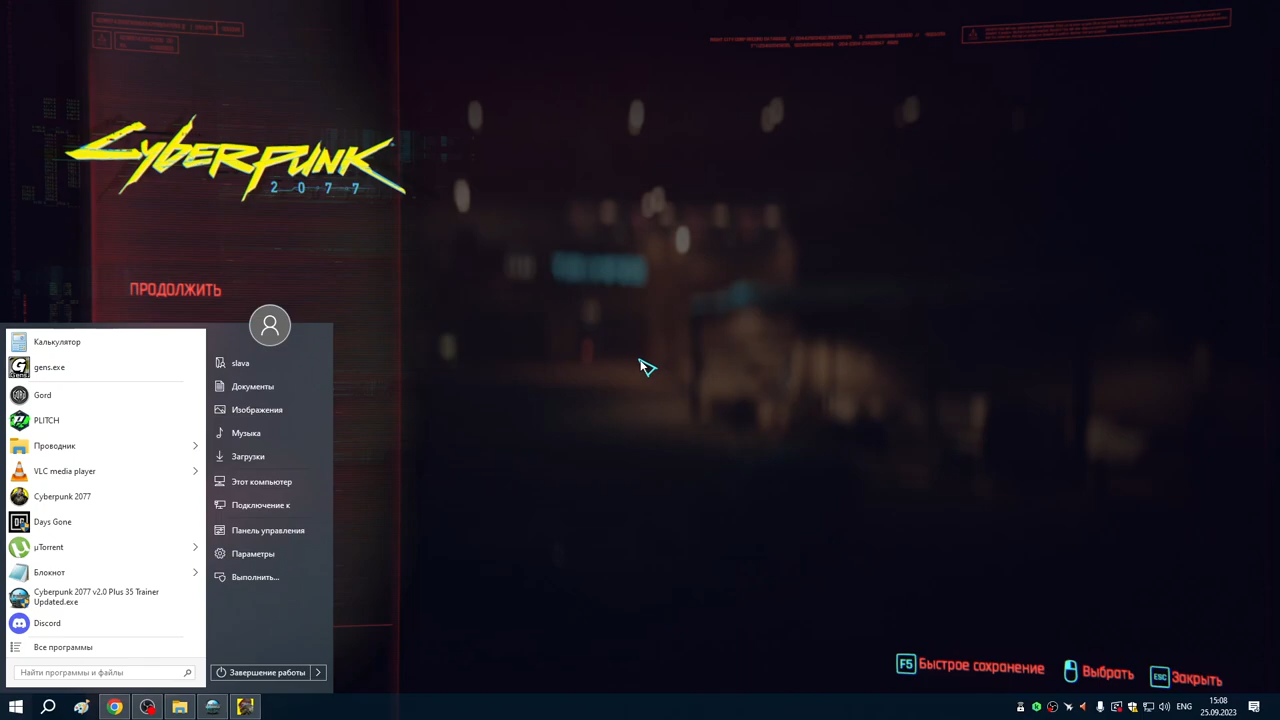 CYBERPUNK
2077
ПРОДОЛЖИТЬ
Калькулятор
gens.exe
Gord
PLITCH
Проводник
VLC media player
Cyberpunk 2077
Days Gone
µTorrent
Блокнот
Cyberpunk 2077 v2.0 Plus 35 Trainer
Updated.exe
Discord
Все программы
Найти программы и файлы
slava
Документы
Изображения
Музыка
Загрузки
Этот компьютер
Подключение к
Панель управления
Параметры
Выполнить...
Завершение работы
F5 Быстрое сохранение
Выбрать
ESC Закрыть
ENG
15:08
25.09.2023